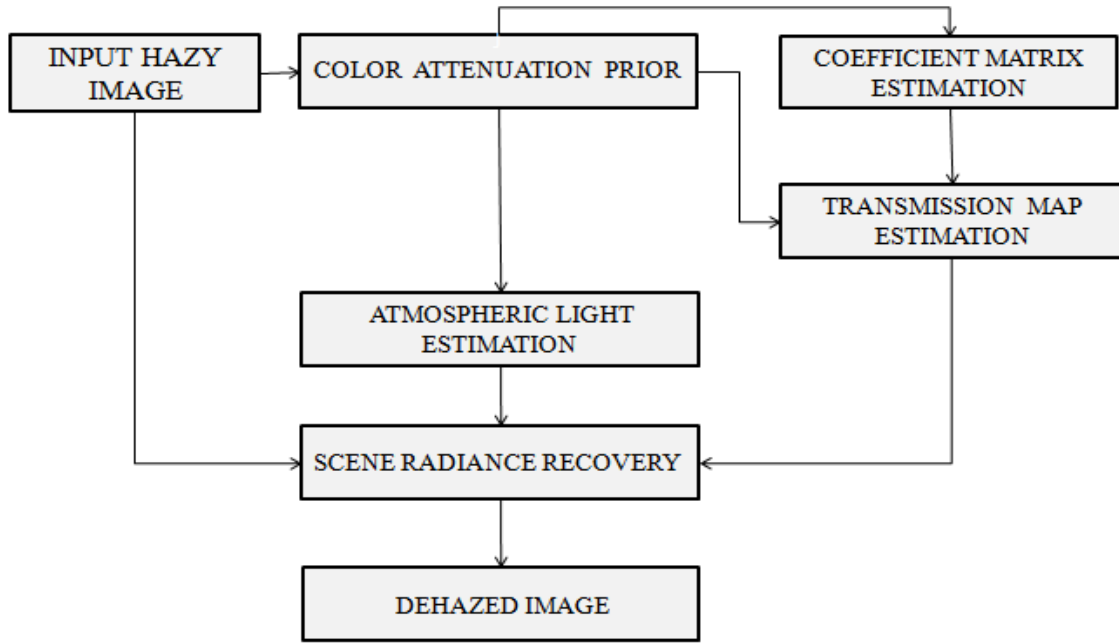 INPUT HAZY
IMAGE
COLOR ATTENUATION PRIOR
COEFFICIENT MATRIX
ESTIMATION
TRANSMISSION MAP
ESTIMATION
ATMOSPHERIC LIGHT
ESTIMATION
SCENE RADIANCE RECOVERY
DEHAZED IMAGE